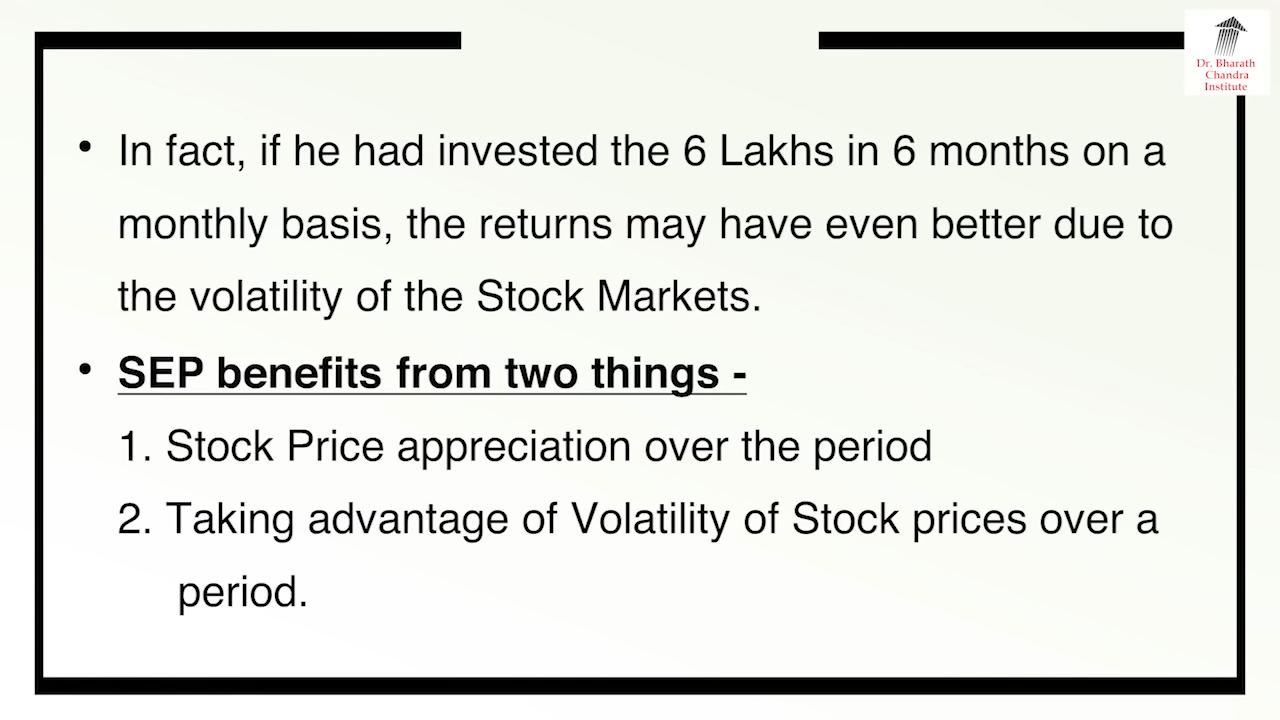 Dr. Bharath
Chandra
Institute
• In fact, if he had invested the 6 Lakhs in 6 months on a
monthly basis, the returns may have even better due to
the volatility of the Stock Markets.
• SEP benefits from two things -
1. Stock Price appreciation over the period
2. Taking advantage of Volatility of Stock prices over a
period.